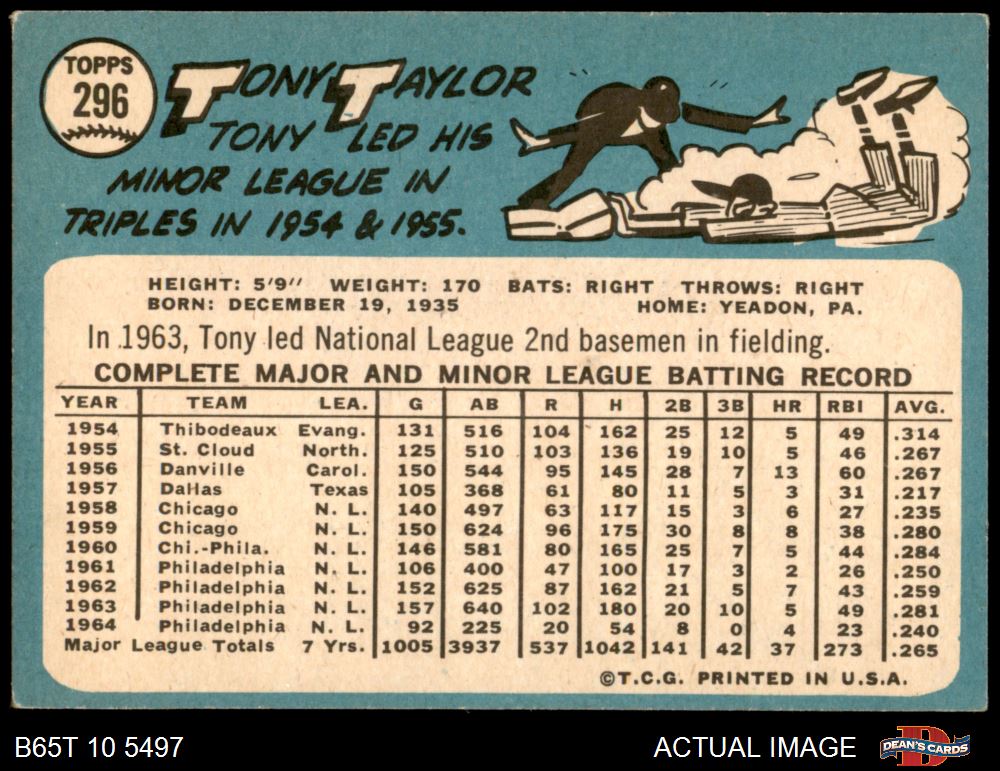 TOPPS
296
TONY TAYLOR
TONY LED HIS
MINOR LEAGUE IN
TRIPLES IN 1954 & 1955.
HEIGHT: 5'9" WEIGHT: 170 BATS: RIGHT THROWS: RIGHT
BORN: DECEMBER 19, 1935 HOME: YEADON, PA.
In 1963, Tony led National League 2nd basemen in fielding.
COMPLETE MAJOR AND MINOR LEAGUE BATTING RECORD
YEAR TEAM LEA. G AB R H 2B 3B HR RBI AVG.
1954 Thibodeaux Evang. 131 516 104 162 25 12 5 49 .314
1955 St. Cloud North. 125 510 103 136 19 10 5 46 .267
1956 Danville Carol. 150 544 95 145 28 7 13 60 .267
1957 Dallas Texas 105 368 61 80 11 5 3 31 .217
1958 Chicago N. L. 140 497 63 117 15 3 6 27 .235
1959 Chicago N. L. 150 624 96 175 30 8 8 38 .280
1960 Chi.-Phila. N. L. 146 581 80 165 25 7 5 44 .284
1961 Philadelphia N. L. 106 400 47 100 17 3 2 26 .250
1962 Philadelphia N. L. 152 625 87 162 21 5 7 43 .259
1963 Philadelphia N. L. 157 640 102 180 20 10 5 49 .281
1964 Philadelphia N. L. 92 225 20 54 8 0 4 23 .240
Major League Totals 7 Yrs. 1005 3937 537 1042 141 42 37 273 .265
©T.C.G. PRINTED IN U.S.A.
B65T 10 5497 ACTUAL IMAGE DEAN'S CARDS